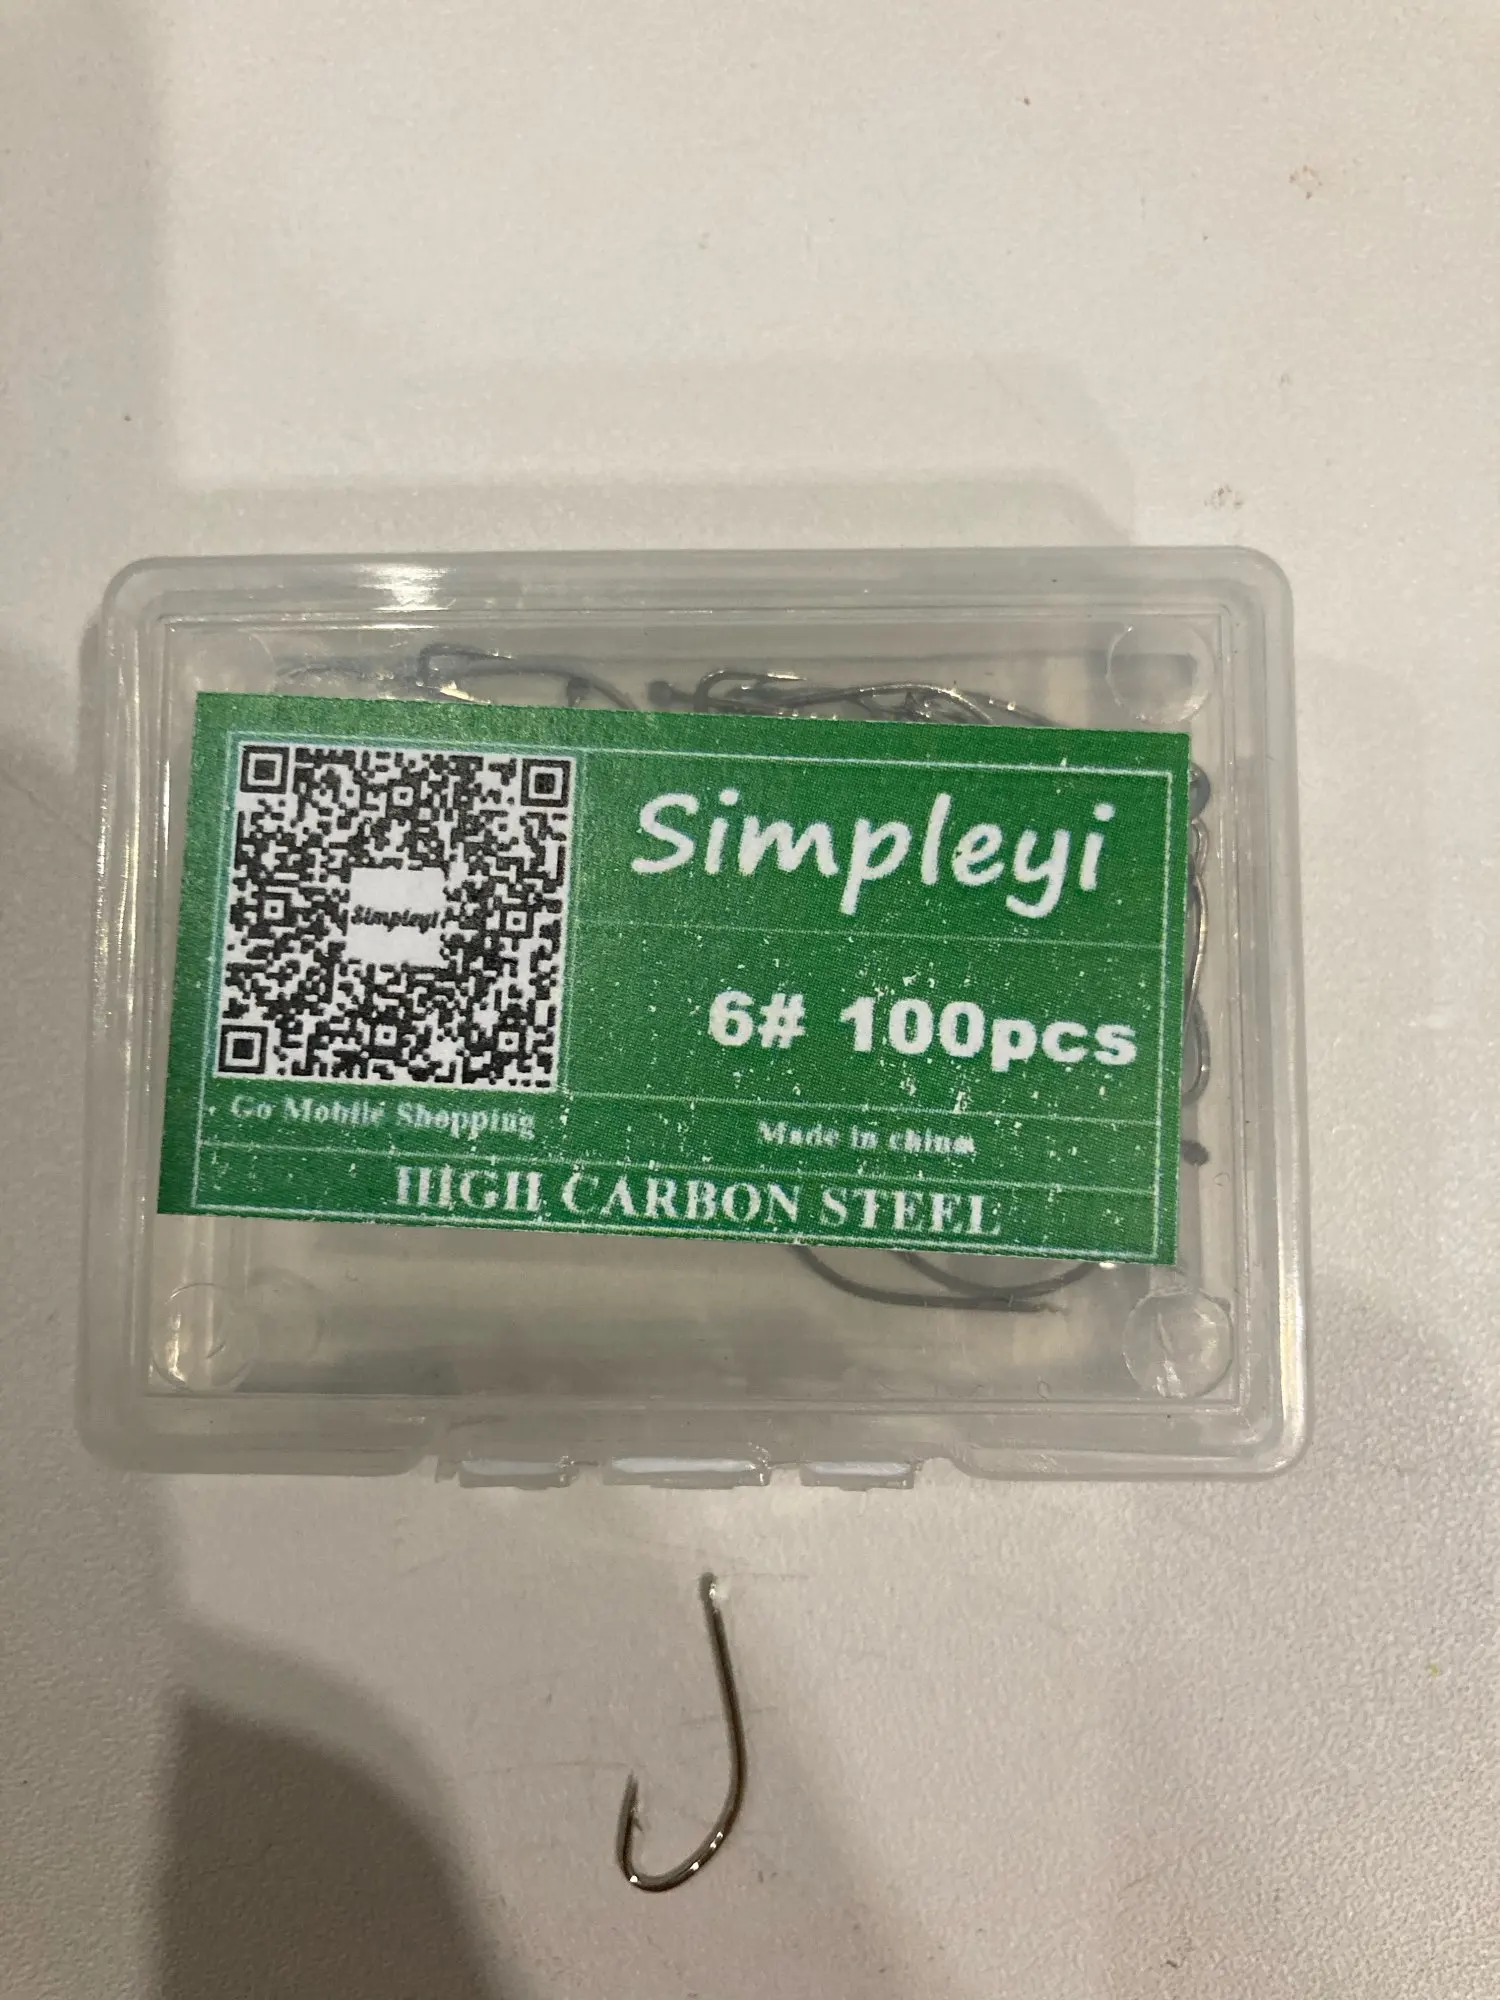 Simpleyi
Simpleyi
6# 100pcs
Go Mobile Shopping
Made in china
HIGH CARBON STEEL